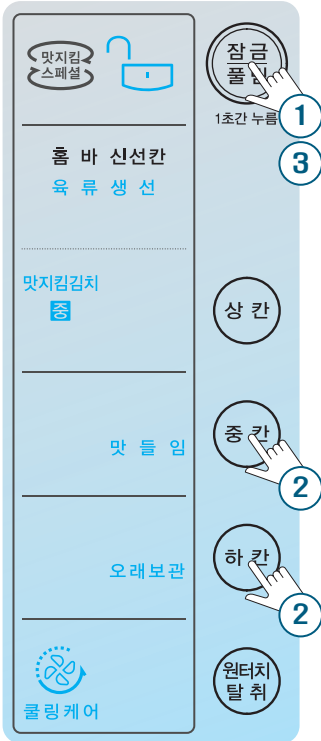 맛지킴
스페셜
잠금
풀림
1초간 누름
1
3
홈 바 신선칸
육 류 생 선
맛지킴김치
중
상 칸
중 칸
맛 들 임
2
하 칸
오래보관
2
원터치
탈 취
쿨링케어